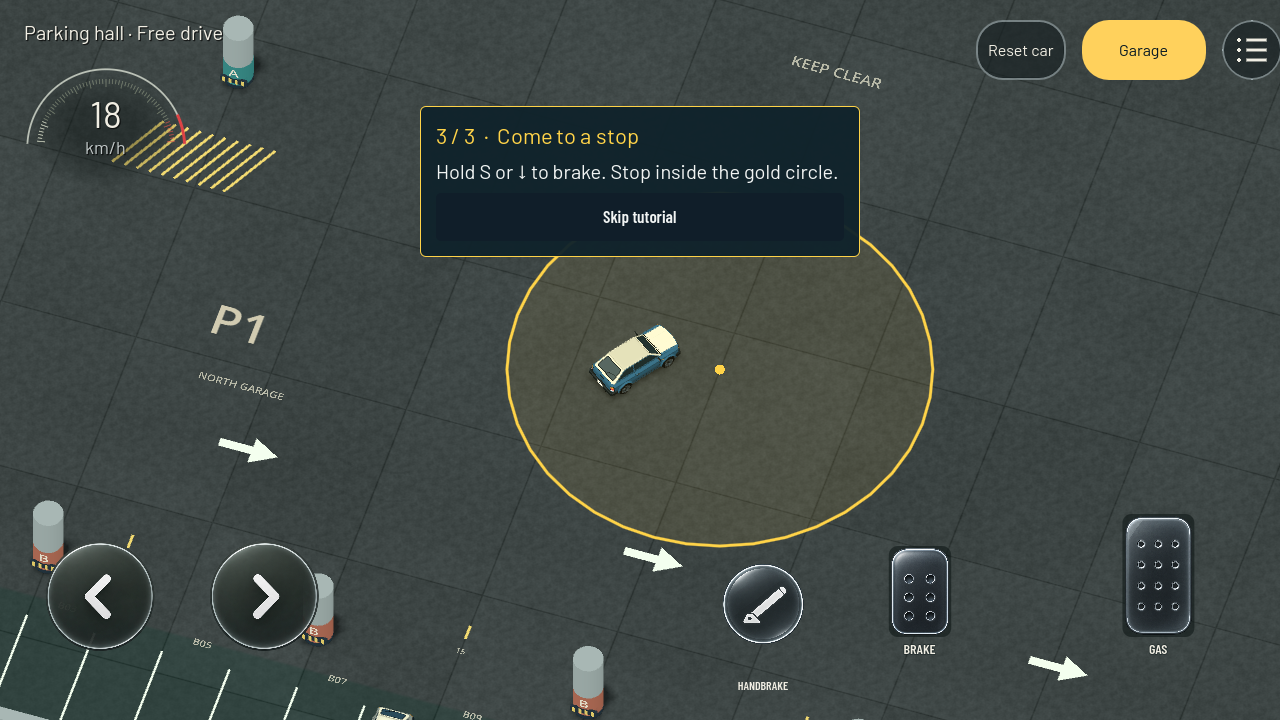 Parking hall · Free drive
A
18
km/h
3 / 3 · Come to a stop
Hold S or ↓ to brake. Stop inside the gold circle.
Skip tutorial
Reset car
Garage
KEEP CLEAR
P1
NORTH GARAGE
B
B
B
B05
B07
B09
15
HANDBRAKE
BRAKE
GAS